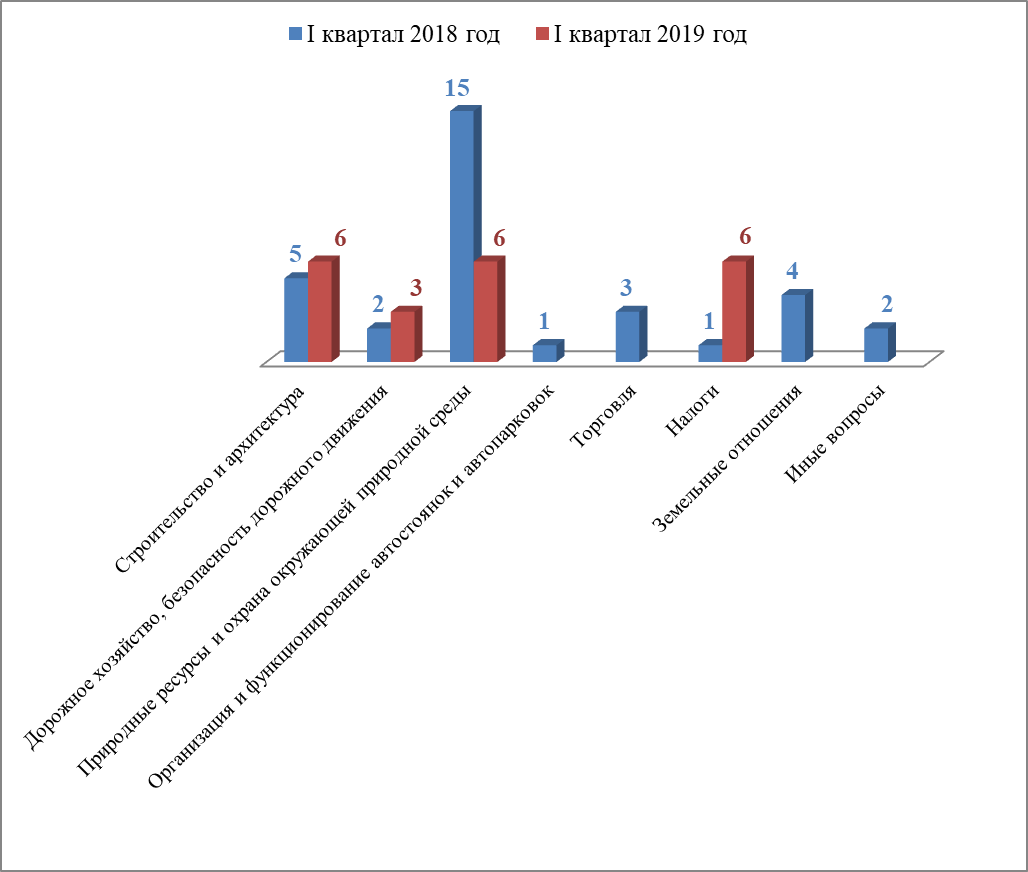 I квартал 2018 год
I квартал 2019 год
15
5
6
2
3
6
1
3
1
6
4
2
Строительство и архитектура
Дорожное хозяйство, безопасность дорожного движения
Природные ресурсы и охрана окружающей природной среды
Организация и функционирование автостоянок и автопарковок
Торговля
Налоги
Земельные отношения
Иные вопросы